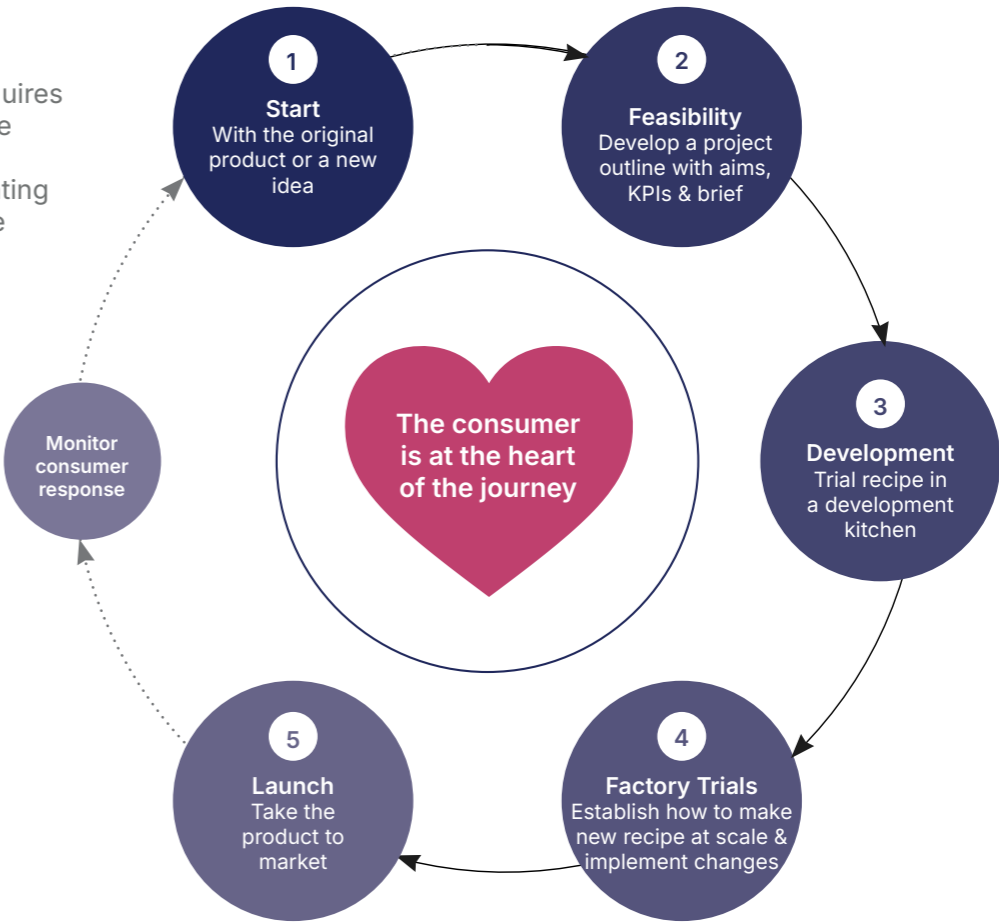 1
Start
With the original
product or a new
idea
2
Feasibility
Develop a project
outline with aims,
KPIs & brief
3
Development
Trial recipe in
a development
kitchen
4
Factory Trials
Establish how to make
new recipe at scale &
implement changes
5
Launch
Take the
product to
market
Monitor
consumer
response
The consumer
is at the heart
of the journey